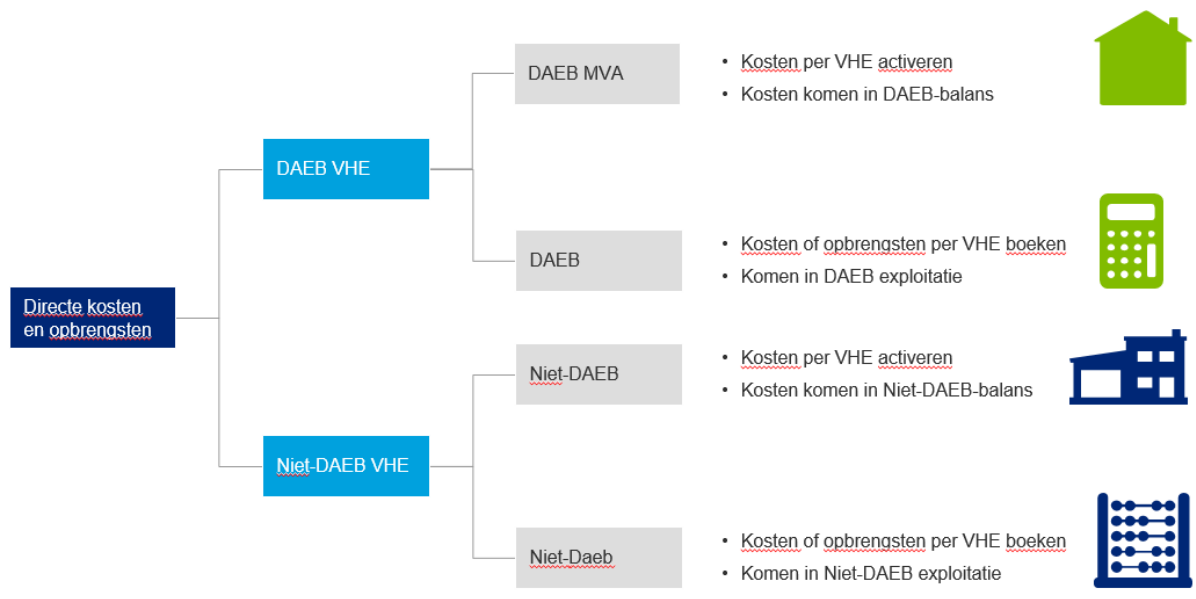 Directe kosten
en opbrengsten
DAEB VHE
DAEB MVA
• Kosten per VHE activeren
• Kosten komen in DAEB-balans
DAEB
• Kosten of opbrengsten per VHE boeken
• Komen in DAEB exploitatie
Niet-DAEB VHE
Niet-DAEB
• Kosten per VHE activeren
• Kosten komen in Niet-DAEB-balans
Niet-Daeb
• Kosten of opbrengsten per VHE boeken
• Komen in Niet-DAEB exploitatie